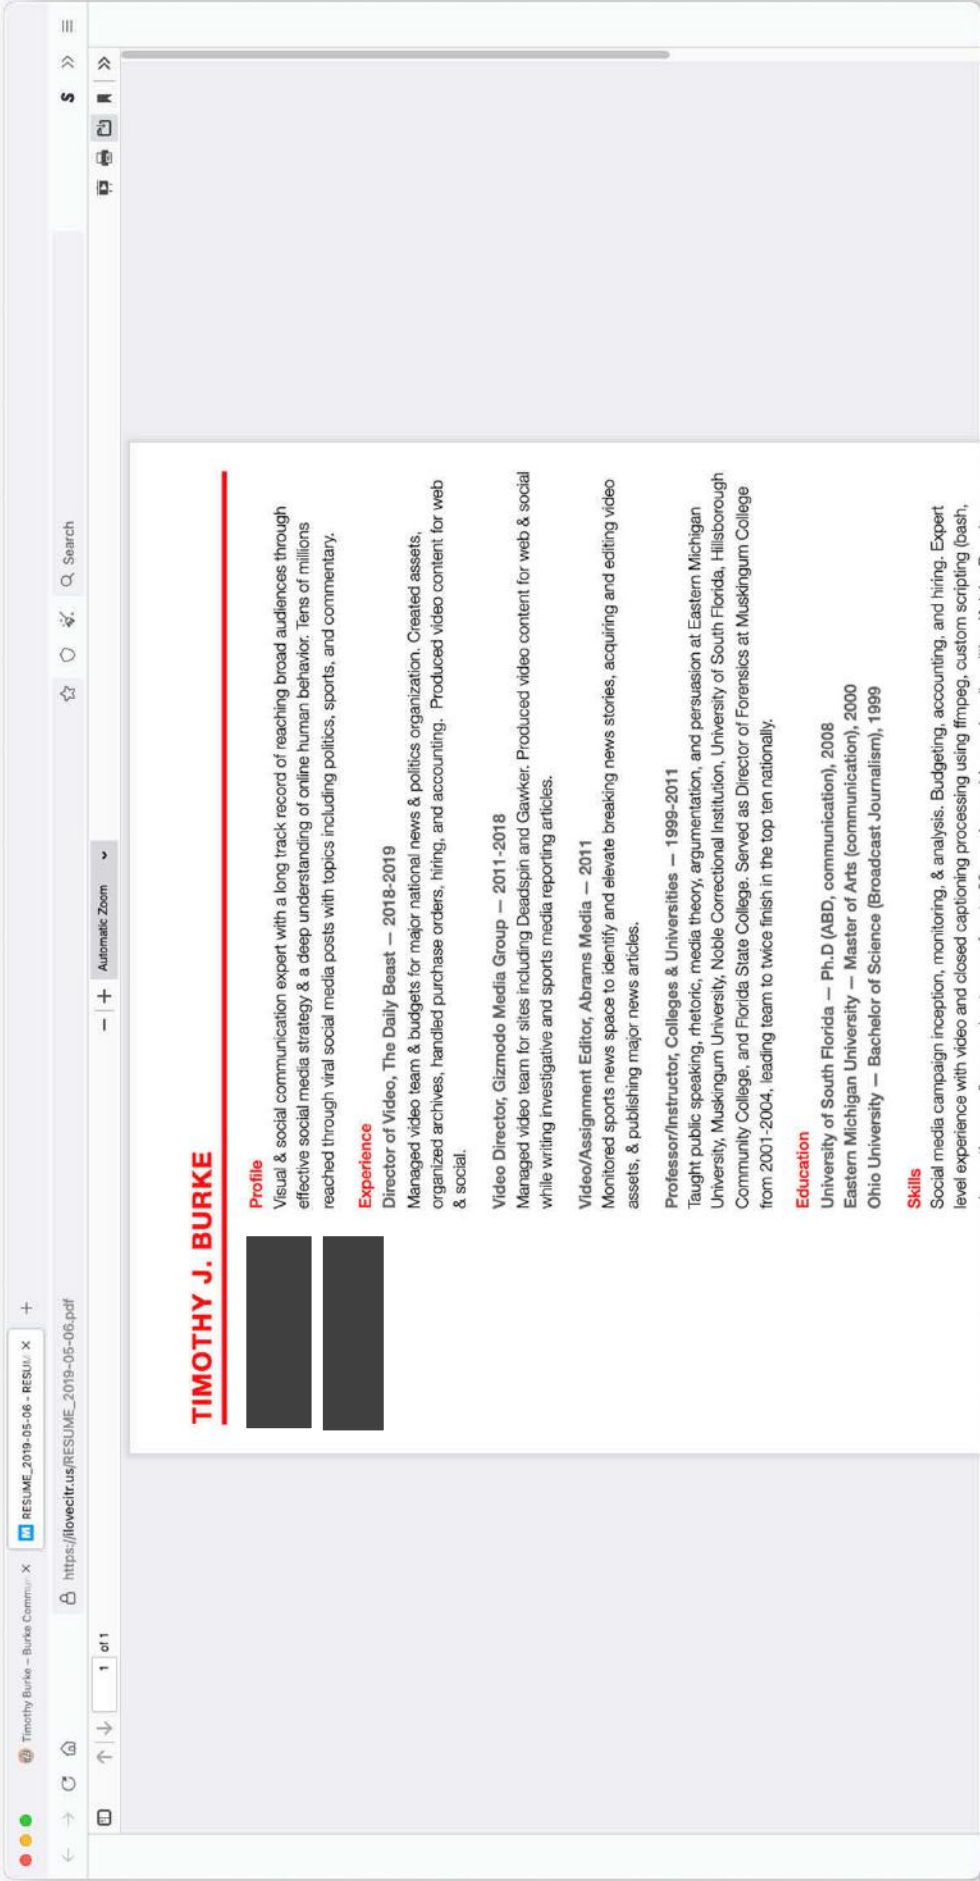 Timothy Burke – Burke Commu
RESUME_2019-05-06 - RESUM
https://ilovecitr.us/RESUME_2019-05-06.pdf
Search
S
1 of 1
Automatic Zoom
TIMOTHY J. BURKE
Profile
Visual & social communication expert with a long track record of reaching broad audiences through
effective social media strategy & a deep understanding of online human behavior. Tens of millions
reached through viral social media posts with topics including politics, sports, and commentary.
Experience
Director of Video, The Daily Beast — 2018-2019
Managed video team & budgets for major national news & politics organization. Created assets,
organized archives, handled purchase orders, hiring, and accounting. Produced video content for web
& social.
Video Director, Gizmodo Media Group — 2011-2018
Managed video team for sites including Deadspin and Gawker. Produced video content for web & social
while writing investigative and sports media reporting articles.
Video/Assignment Editor, Abrams Media — 2011
Monitored sports news space to identify and elevate breaking news stories, acquiring and editing video
assets, & publishing major news articles.
Professor/Instructor, Colleges & Universities — 1999-2011
Taught public speaking, rhetoric, media theory, argumentation, and persuasion at Eastern Michigan
University, Muskingum University, Noble Correctional Institution, University of South Florida, Hillsborough
Community College, and Florida State College. Served as Director of Forensics at Muskingum College
from 2001-2004, leading team to twice finish in the top ten nationally.
Education
University of South Florida — Ph.D (ABD, communication), 2008
Eastern Michigan University — Master of Arts (communication), 2000
Ohio University — Bachelor of Science (Broadcast Journalism), 1999
Skills
Social media campaign inception, monitoring, & analysis. Budgeting, accounting, and hiring. Expert
level experience with video and closed captioning processing using ffmpeg, custom scripting (bash,